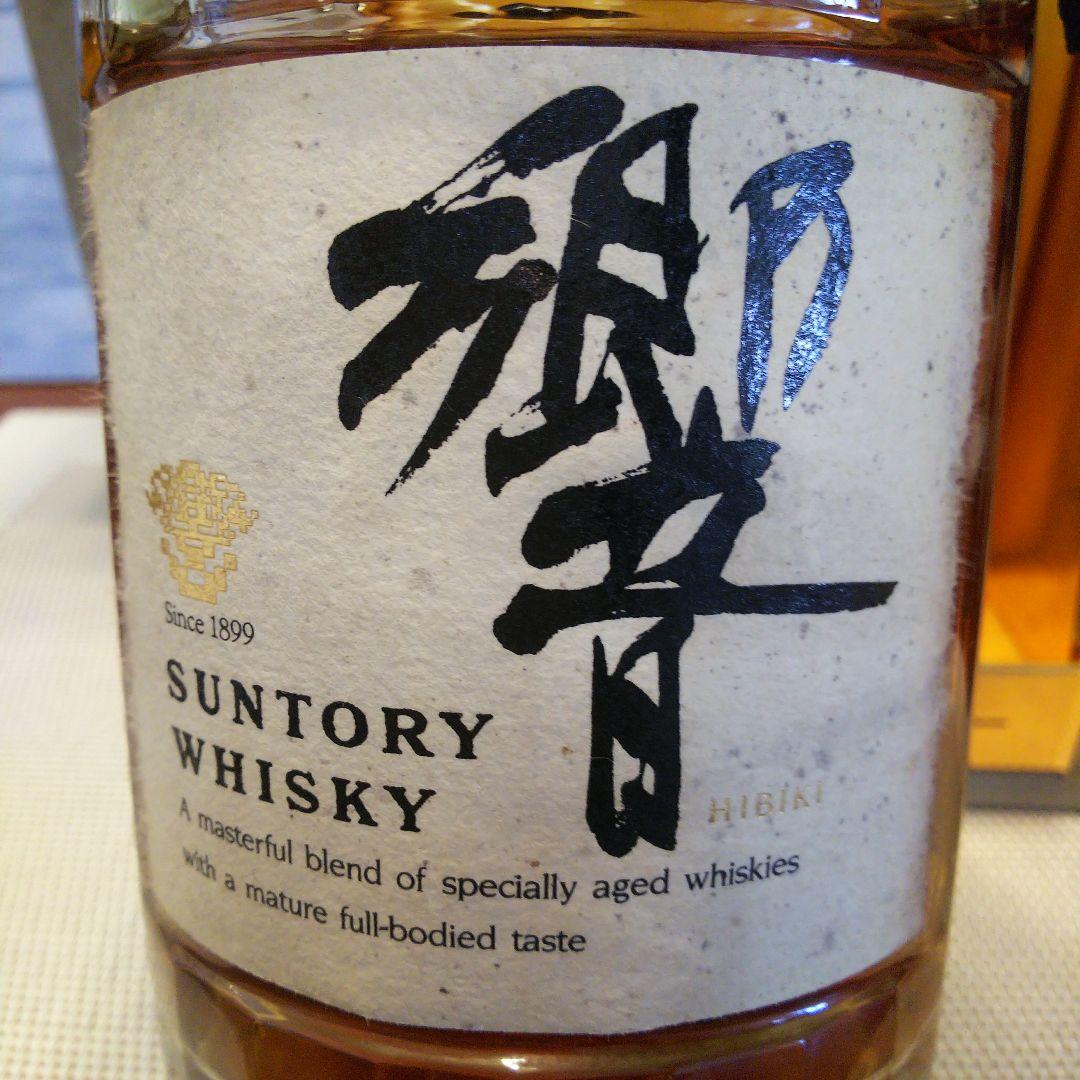 響
Since 1899
SUNTORY
WHISKY
HIBIKI
A masterful blend of specially aged whiskies
with a mature full-bodied taste